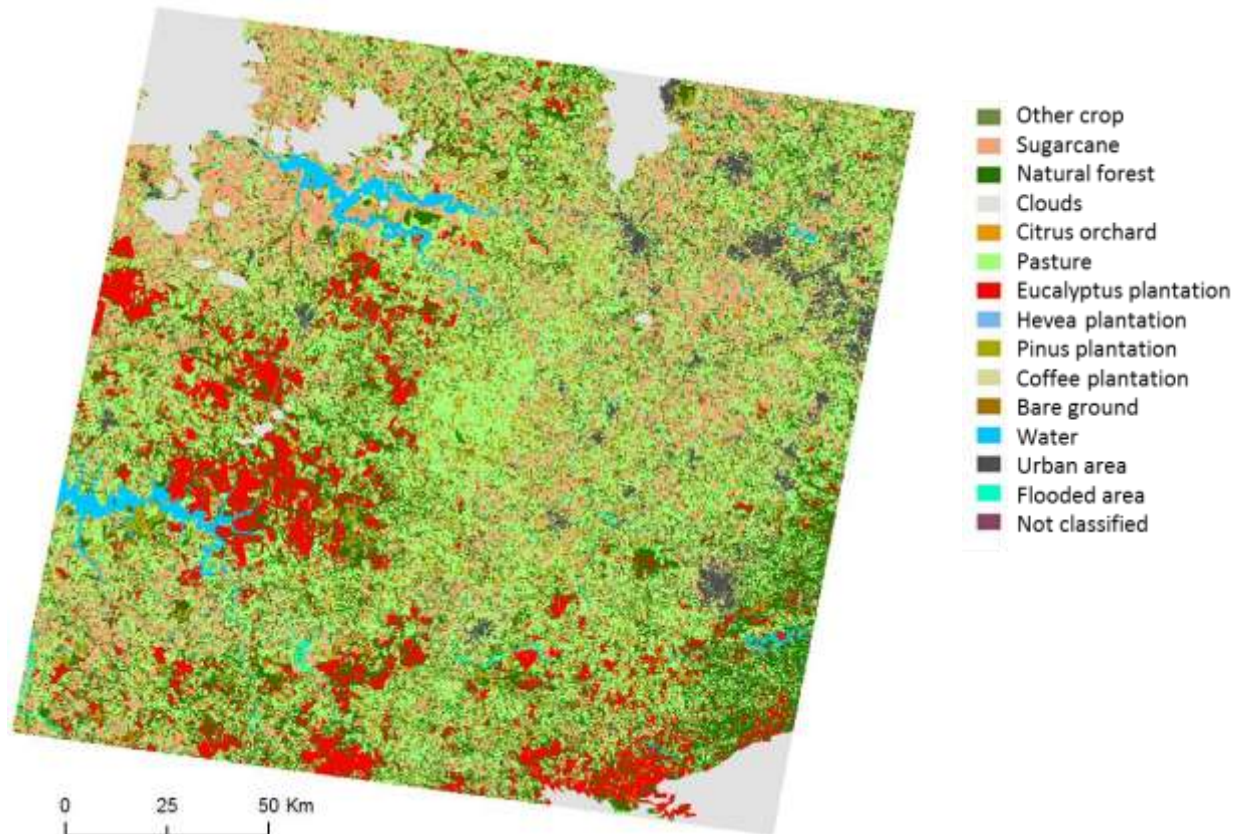 Other crop
Sugarcane
Natural forest
Clouds
Citrus orchard
Pasture
Eucalyptus plantation
Hevea plantation
Pinus plantation
Coffee plantation
Bare ground
Water
Urban area
Flooded area
Not classified
0 25 50 Km